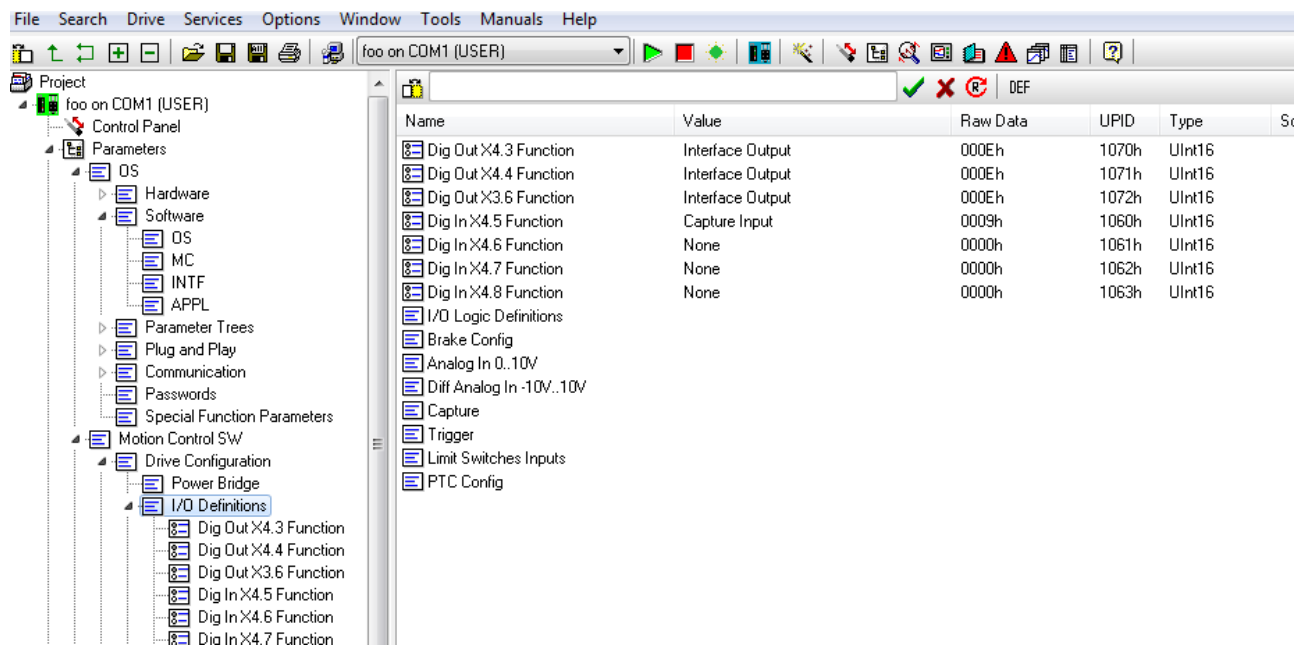 File Search Drive Services Options Window Tools Manuals Help
foo on COM1 (USER)
DEF
Project
foo on COM1 (USER)
Control Panel
Parameters
OS
Hardware
Software
OS
MC
INTF
APPL
Parameter Trees
Plug and Play
Communication
Passwords
Special Function Parameters
Motion Control SW
Drive Configuration
Power Bridge
I/O Definitions
Dig Out X4.3 Function
Dig Out X4.4 Function
Dig Out X3.6 Function
Dig In X4.5 Function
Dig In X4.6 Function
Dig In X4.7 Function
Name Value Raw Data UPID Type
Dig Out X4.3 Function Interface Output 000Eh 1070h UInt16
Dig Out X4.4 Function Interface Output 000Eh 1071h UInt16
Dig Out X3.6 Function Interface Output 000Eh 1072h UInt16
Dig In X4.5 Function Capture Input 0009h 1060h UInt16
Dig In X4.6 Function None 0000h 1061h UInt16
Dig In X4.7 Function None 0000h 1062h UInt16
Dig In X4.8 Function None 0000h 1063h UInt16
I/O Logic Definitions
Brake Config
Analog In 0..10V
Diff Analog In -10V..10V
Capture
Trigger
Limit Switches Inputs
PTC Config